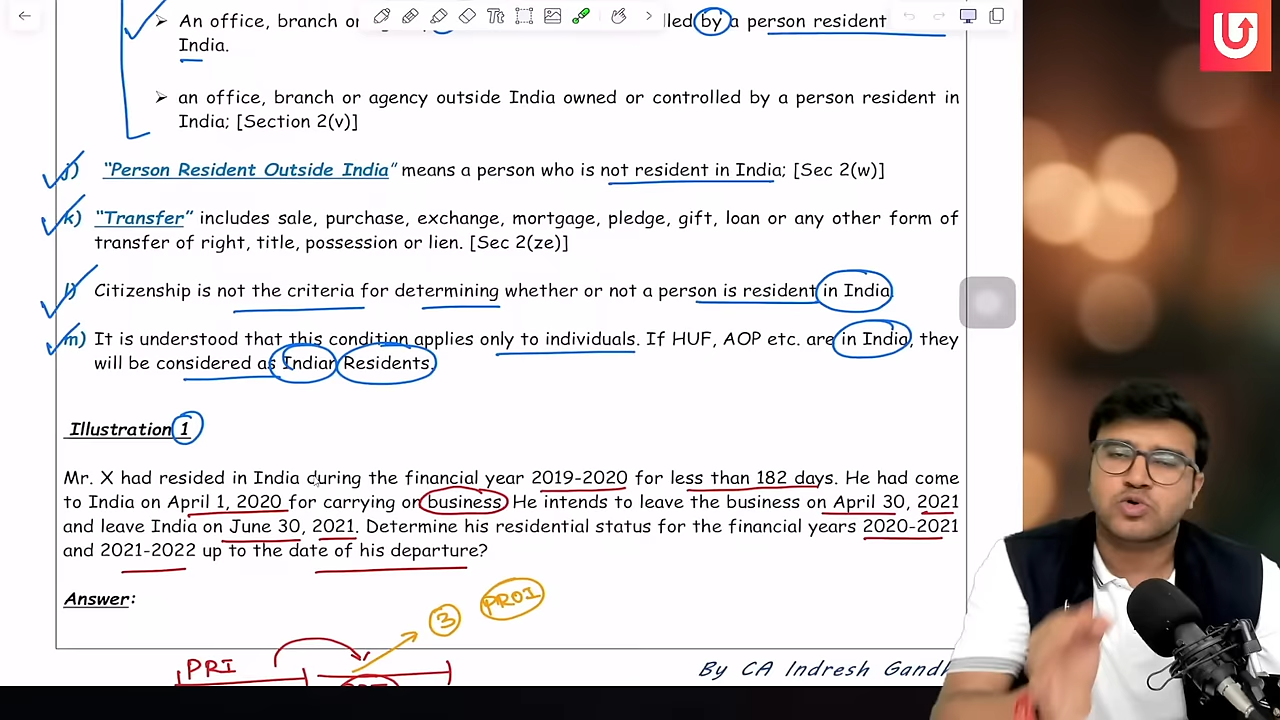 ➤ An office, branch or
led by a person resident
India.
➤ an office, branch or agency outside India owned or controlled by a person resident in
India; [Section 2(v)]
j) “Person Resident Outside India” means a person who is not resident in India; [Sec 2(w)]
k) “Transfer” includes sale, purchase, exchange, mortgage, pledge, gift, loan or any other form of
transfer of right, title, possession or lien. [Sec 2(ze)]
l) Citizenship is not the criteria for determining whether or not a person is resident in India
m) It is understood that this condition applies only to individuals. If HUF, AOP etc. are in India, they
will be considered as Indian Residents.
Illustration 1
Mr. X had resided in India during the financial year 2019-2020 for less than 182 days. He had come
to India on April 1, 2020 for carrying on business. He intends to leave the business on April 30, 2021
and leave India on June 30, 2021. Determine his residential status for the financial years 2020-2021
and 2021-2022 up to the date of his departure?
Answer:
3 PROI
PRI
By CA Indresh Gandh